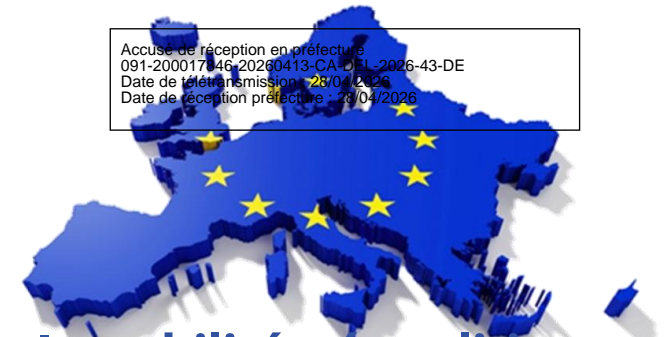 Accusé de réception en préfecture
091-200017846-20260413-CA-DEL-2026-43-DE
Date de télétransmission : 28/04/2026
Date de réception préfecture : 28/04/2026